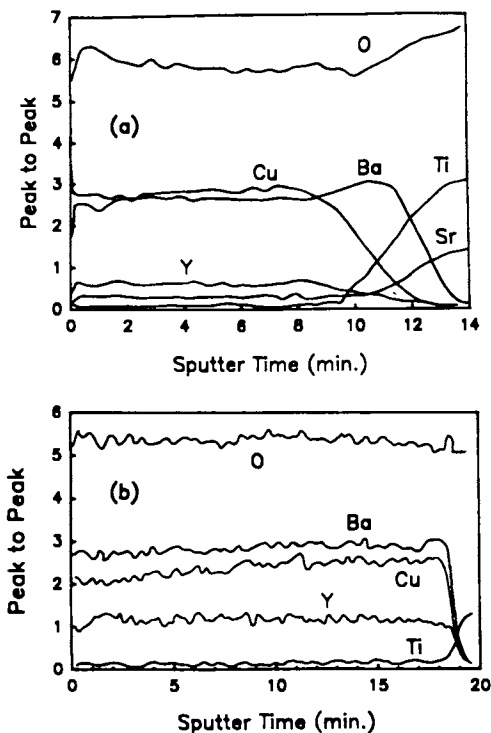 7
6
5
4
3
2
1
0
Peak to Peak
(a)
O
Cu
Ba
Ti
Sr
Y
0 2 4 6 8 10 12 14
Sputter Time (min.)
6
5
4
3
2
1
0
Peak to Peak
(b)
O
Ba
Cu
Y
Ti
0 5 10 15 20
Sputter Time (min.)